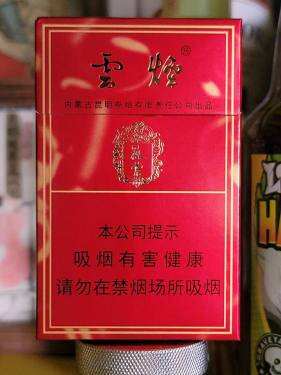 雲煙®
内蒙古昆明卷烟有限责任公司出品
本公司提示
吸烟有害健康
请勿在禁烟场所吸烟
HA